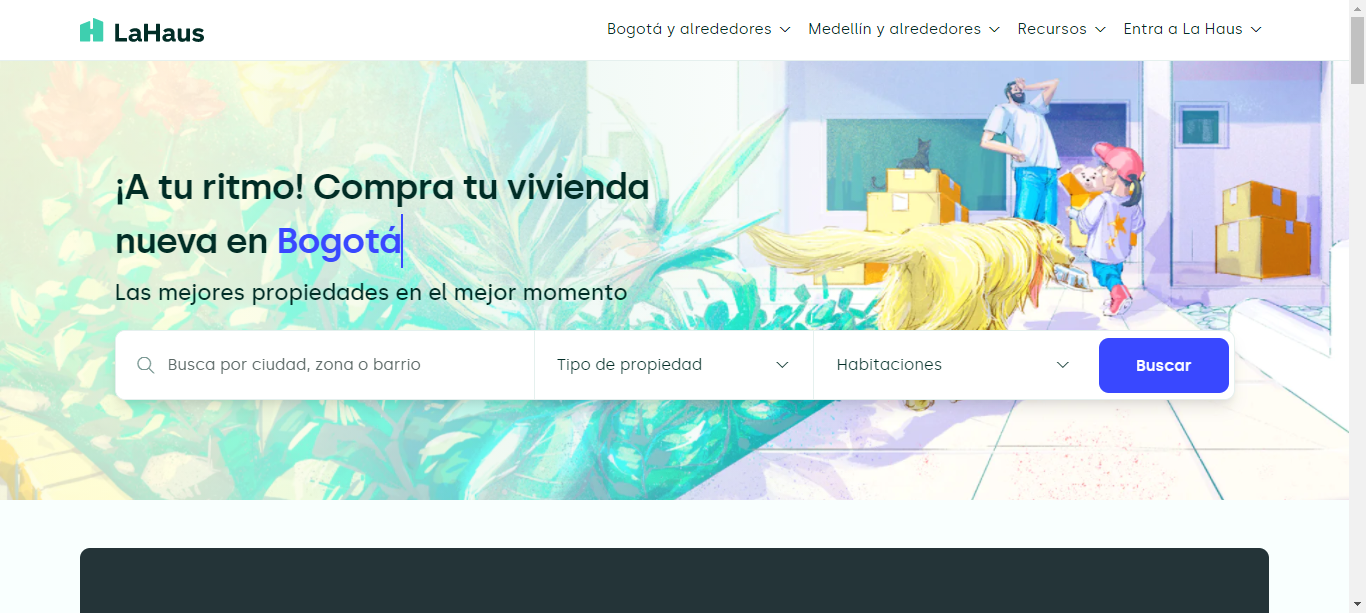 LaHaus
Bogotá y alrededores
Medellín y alrededores
Recursos
Entra a La Haus
¡A tu ritmo! Compra tu vivienda
nueva en Bogotá
Las mejores propiedades en el mejor momento
Busca por ciudad, zona o barrio
Tipo de propiedad
Habitaciones
Buscar